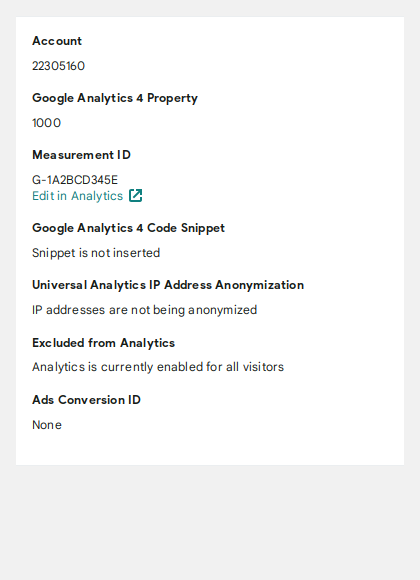 Account
22305160
Google Analytics 4 Property
1000
Measurement ID
G-1A2BCD345E
Edit in Analytics
Google Analytics 4 Code Snippet
Snippet is not inserted
Universal Analytics IP Address Anonymization
IP addresses are not being anonymized
Excluded from Analytics
Analytics is currently enabled for all visitors
Ads Conversion ID
None